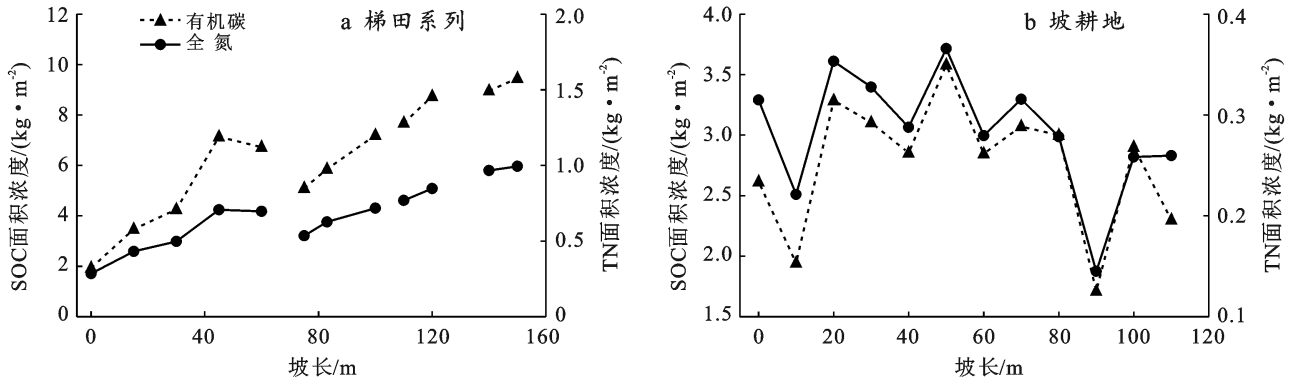 12
10
8
6
4
2
0
SOC面积浓度/(kg·m⁻²)
有机碳
全 氮
a 梯田系列
2.0
1.5
1.0
0.5
0.0
TN面积浓度/(kg·m⁻²)
0 40 80 120 160
坡长/m
4.0
3.5
3.0
2.5
2.0
1.5
SOC面积浓度/(kg·m⁻²)
b 坡耕地
0.4
0.3
0.2
0.1
TN面积浓度/(kg·m⁻²)
0 20 40 60 80 100 120
坡长/m